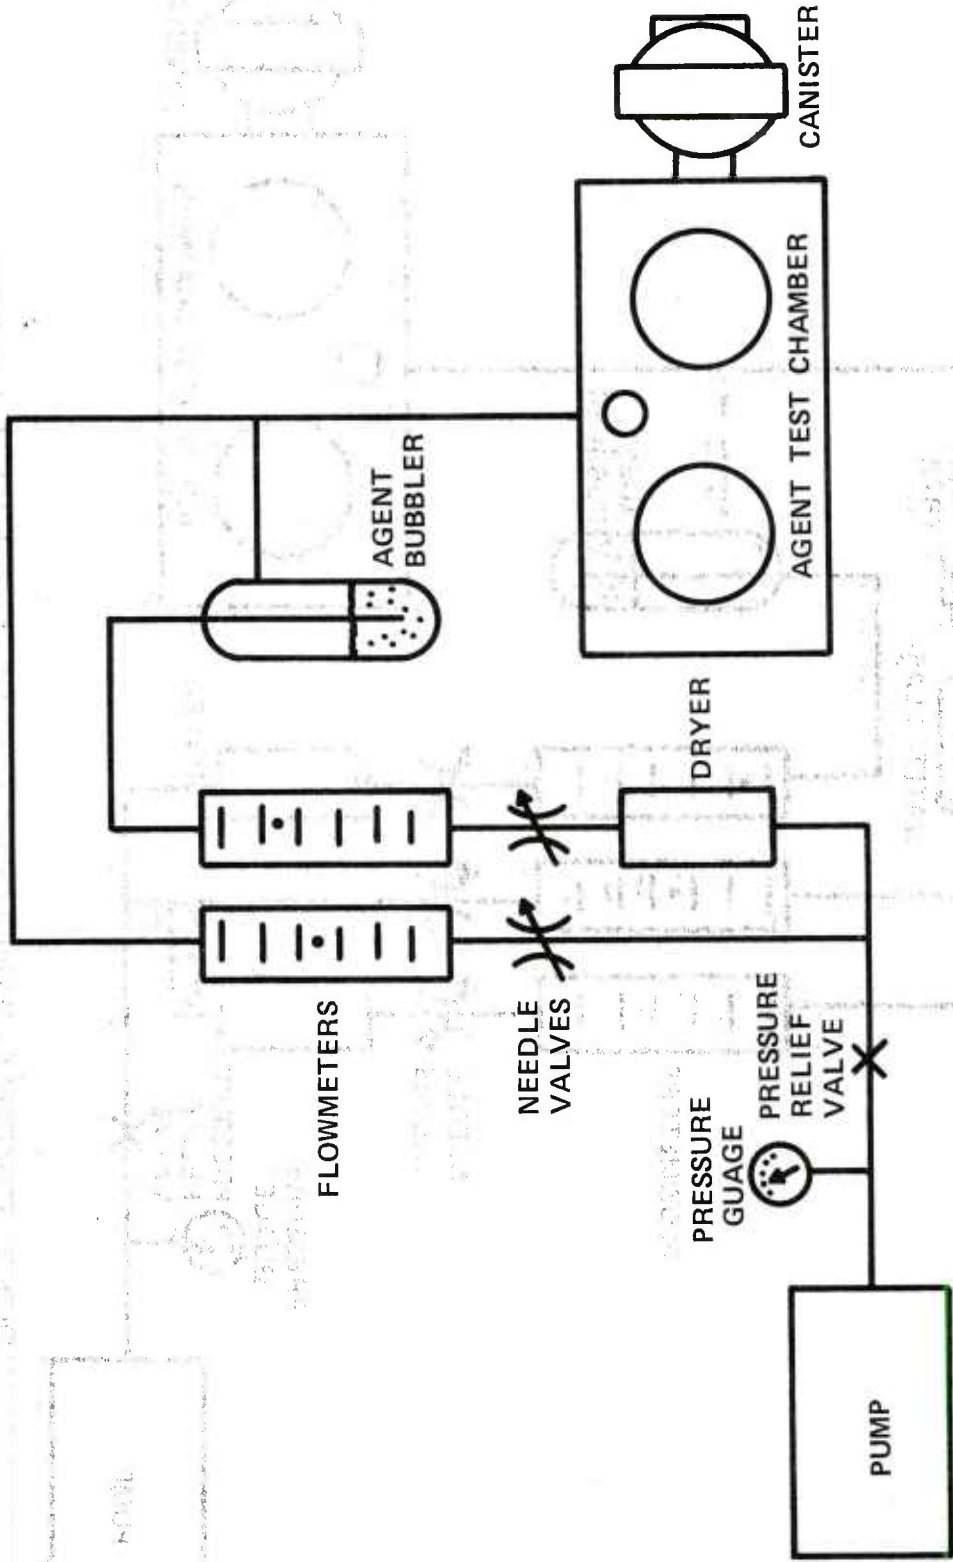 FLOWMETERS
AGENT
BUBBLER
NEEDLE
VALVES
PRESSURE
GUAGE
PRESSURE
RELIEF
VALVE
DRYER
PUMP
AGENT TEST CHAMBER
CANISTER